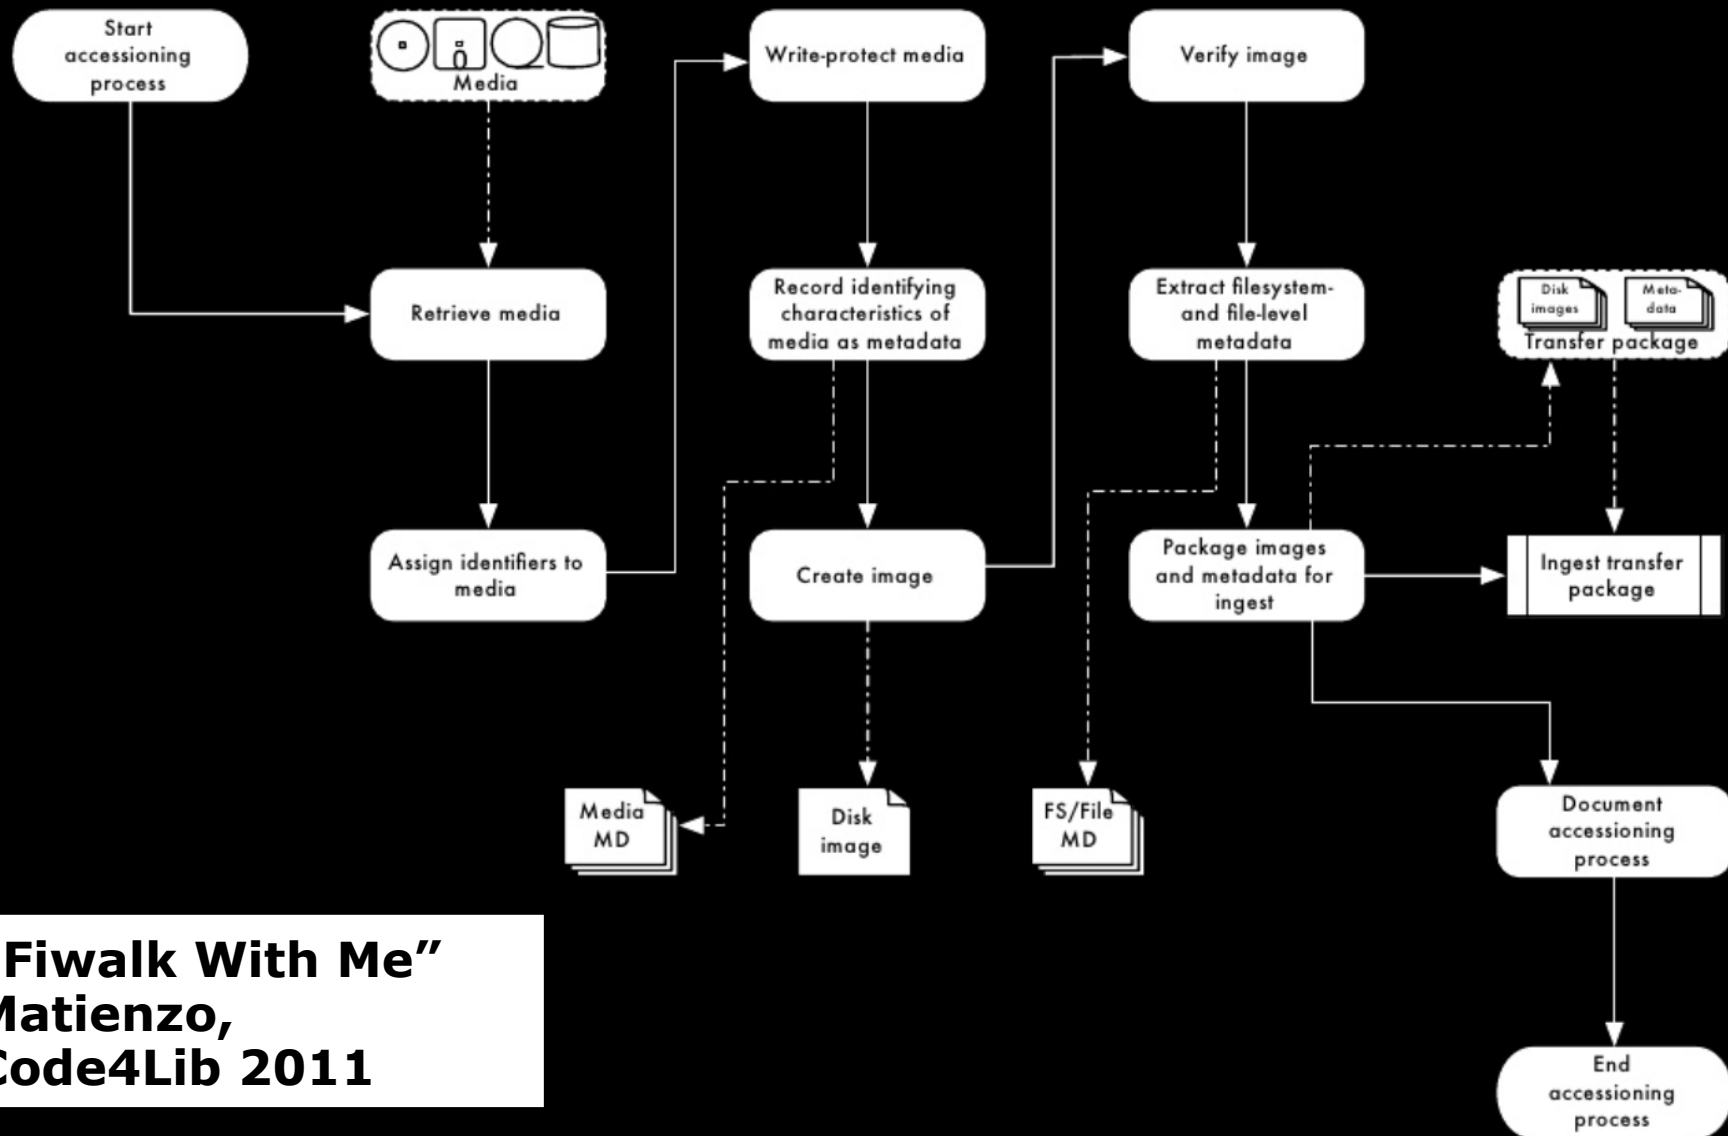 Start
accessioning
process
Media
Write-protect media
Verify image
Retrieve media
Record identifying
characteristics of
media as metadata
Extract filesystem-
and file-level
metadata
Disk
images
Meta-
data
Transfer package
Assign identifiers to
media
Create image
Package images
and metadata for
ingest
Ingest transfer
package
Media
MD
Disk
image
FS/File
MD
Document
accessioning
process
End
accessioning
process
Fiwalk With Me”
Matienzo,
Code4Lib 2011